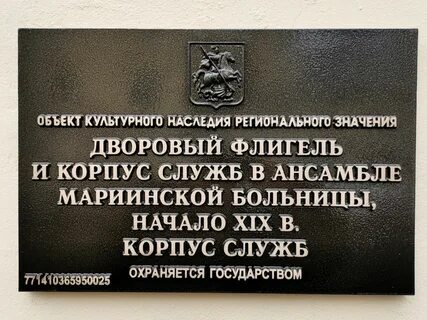 ОБЪЕКТ КУЛЬТУРНОГО НАСЛЕДИЯ РЕГИОНАЛЬНОГО ЗНАЧЕНИЯ
ДВОРОВЫЙ ФЛИГЕЛЬ
И КОРПУС СЛУЖБ В АНСАМБЛЕ
МАРИИНСКОЙ БОЛЬНИЦЫ,
НАЧАЛО XIX В.
КОРПУС СЛУЖБ
ОХРАНЯЕТСЯ ГОСУДАРСТВОМ
771410365950025